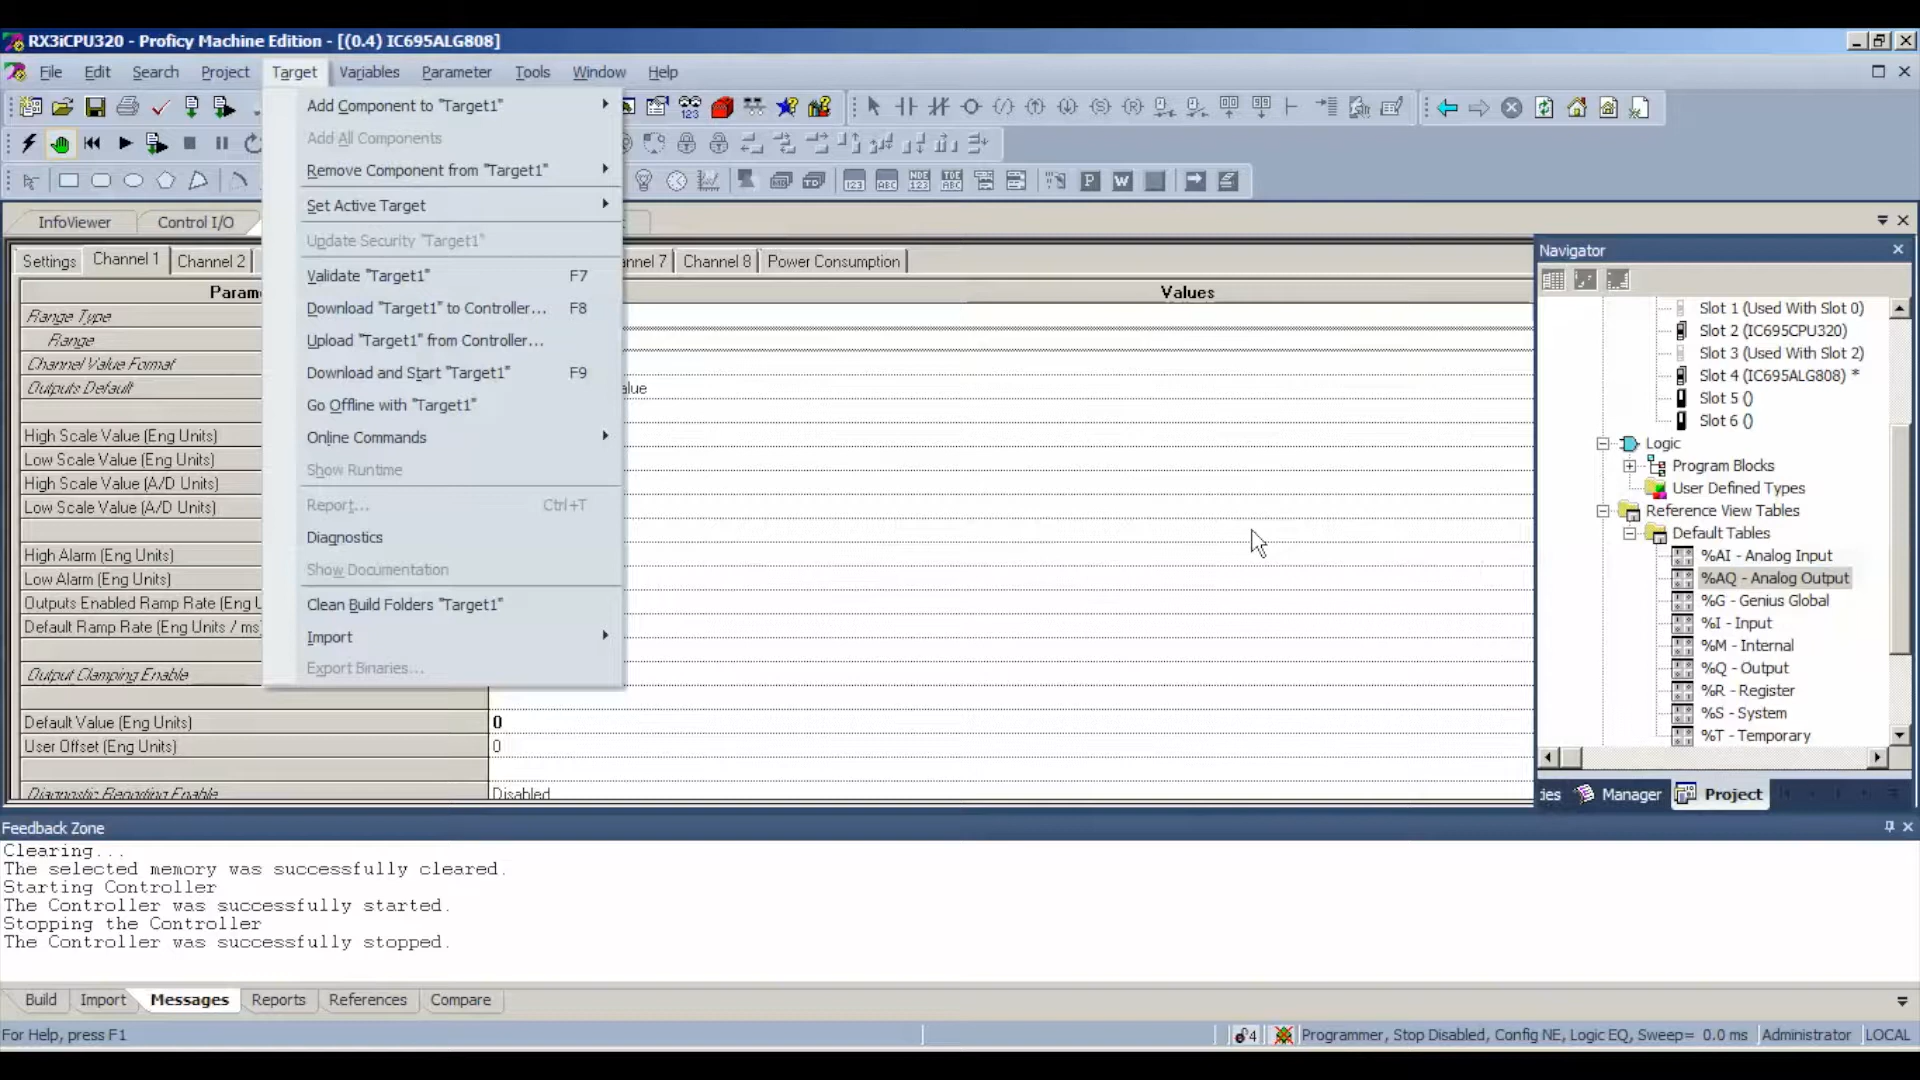 RX3iCPU320 - Proficy Machine Edition - [(0.4) IC695ALG808]
File Edit Search Project Target Variables Parameter Tools Window Help
Add Component to "Target1"
Add All Components
Remove Component from "Target1"
Set Active Target
Update Security "Target1"
Validate "Target1" F7
Download "Target1" to Controller... F8
Upload "Target1" from Controller...
Download and Start "Target1" F9
Go Offline with "Target1"
Online Commands
Show Runtime
Report... Ctrl+T
Diagnostics
Show Documentation
Clean Build Folders "Target1"
Import
Export Binaries...
InfoViewer Control I/O
Settings Channel 1 Channel 2 nnel 7 Channel 8 Power Consumption
Param Values
Range Type
Range
Channel Value Format
Outputs Default alue
High Scale Value (Eng Units)
Low Scale Value (Eng Units)
High Scale Value (A/D Units)
Low Scale Value (A/D Units)
High Alarm (Eng Units)
Low Alarm (Eng Units)
Outputs Enabled Ramp Rate (Eng U
Default Ramp Rate (Eng Units / ms
Output Clamping Enable
Default Value (Eng Units) 0
User Offset (Eng Units) 0
Diagnostic Reporting Enable Disabled
Navigator
Slot 1 (Used With Slot 0)
Slot 2 (IC695CPU320)
Slot 3 (Used With Slot 2)
Slot 4 (IC695ALG808) *
Slot 5 ()
Slot 6 ()
Logic
Program Blocks
User Defined Types
Reference View Tables
Default Tables
%AI - Analog Input
%AQ - Analog Output
%G - Genius Global
%I - Input
%M - Internal
%Q - Output
%R - Register
%S - System
%T - Temporary
ies Manager Project
Feedback Zone
Clearing...
The selected memory was successfully cleared.
Starting Controller
The Controller was successfully started.
Stopping the Controller
The Controller was successfully stopped.
Build Import Messages Reports References Compare
For Help, press F1 4 Programmer, Stop Disabled, Config NE, Logic EQ, Sweep= 0.0 ms Administrator LOCAL